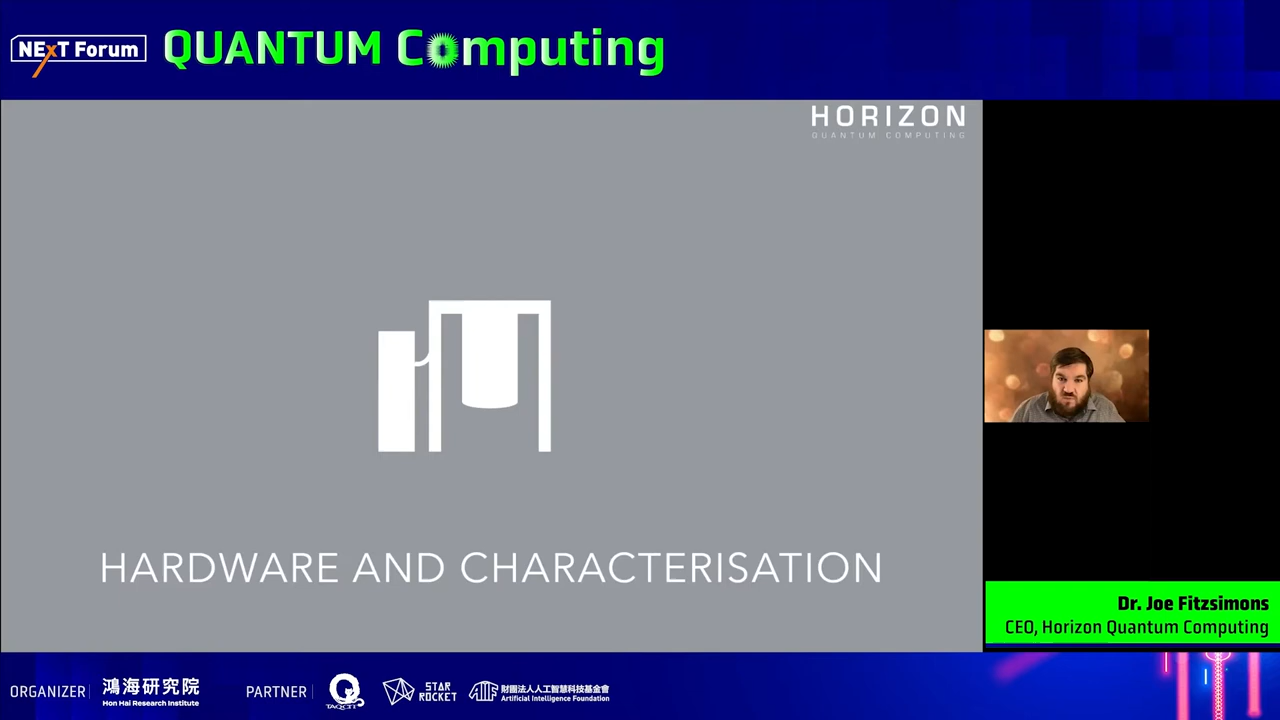 NExT Forum
QUANTUM Computing
HORIZON
QUANTUM COMPUTING
HARDWARE AND CHARACTERISATION
Dr. Joe Fitzsimons
CEO, Horizon Quantum Computing
ORGANIZER
鴻海研究院
Hon Hai Research Institute
PARTNER
TAQCIT
STAR
ROCKET
財團法人人工智慧科技基金會
Artificial Intelligence Foundation